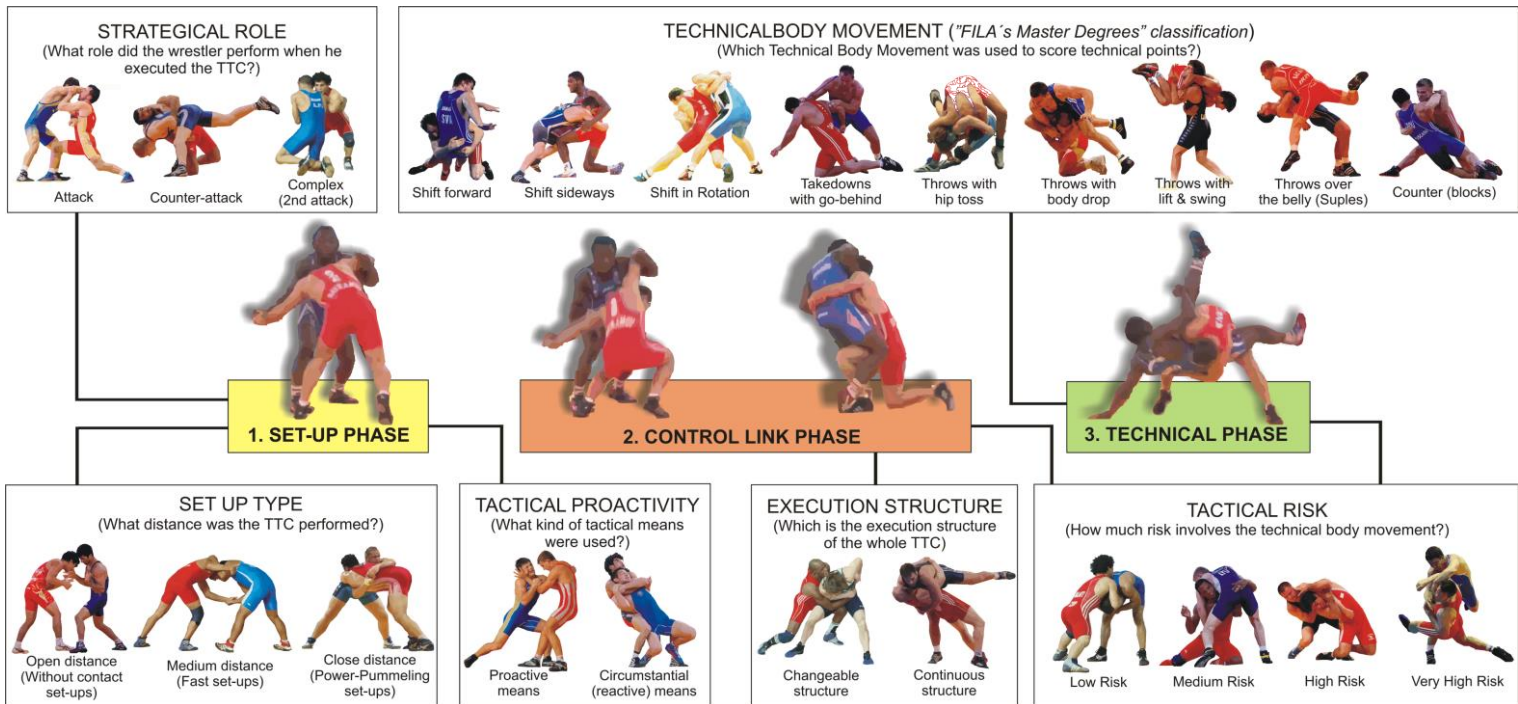 STRATEGICAL ROLE
(What role did the wrestler perform when he
executed the TTC?)
Attack
Counter-attack
Complex
(2nd attack)
TECHNICALBODY MOVEMENT ("FILA´s Master Degrees" classification)
(Which Technical Body Movement was used to score technical points?)
Shift forward
Shift sideways
Shift in Rotation
Takedowns
with go-behind
Throws with
hip toss
Throws with
body drop
Throws with
lift & swing
Throws over
the belly (Suples)
Counter (blocks)
1. SET-UP PHASE
2. CONTROL LINK PHASE
3. TECHNICAL PHASE
SET UP TYPE
(What distance was the TTC performed?)
Open distance
(Without contact
set-ups)
Medium distance
(Fast set-ups)
Close distance
(Power-Pummeling
set-ups)
TACTICAL PROACTIVITY
(What kind of tactical means
were used?)
Proactive
means
Circumstantial
(reactive) means
EXECUTION STRUCTURE
(Which is the execution structure
of the whole TTC)
Changeable
structure
Continuous
structure
TACTICAL RISK
(How much risk involves the technical body movement?)
Low Risk
Medium Risk
High Risk
Very High Risk